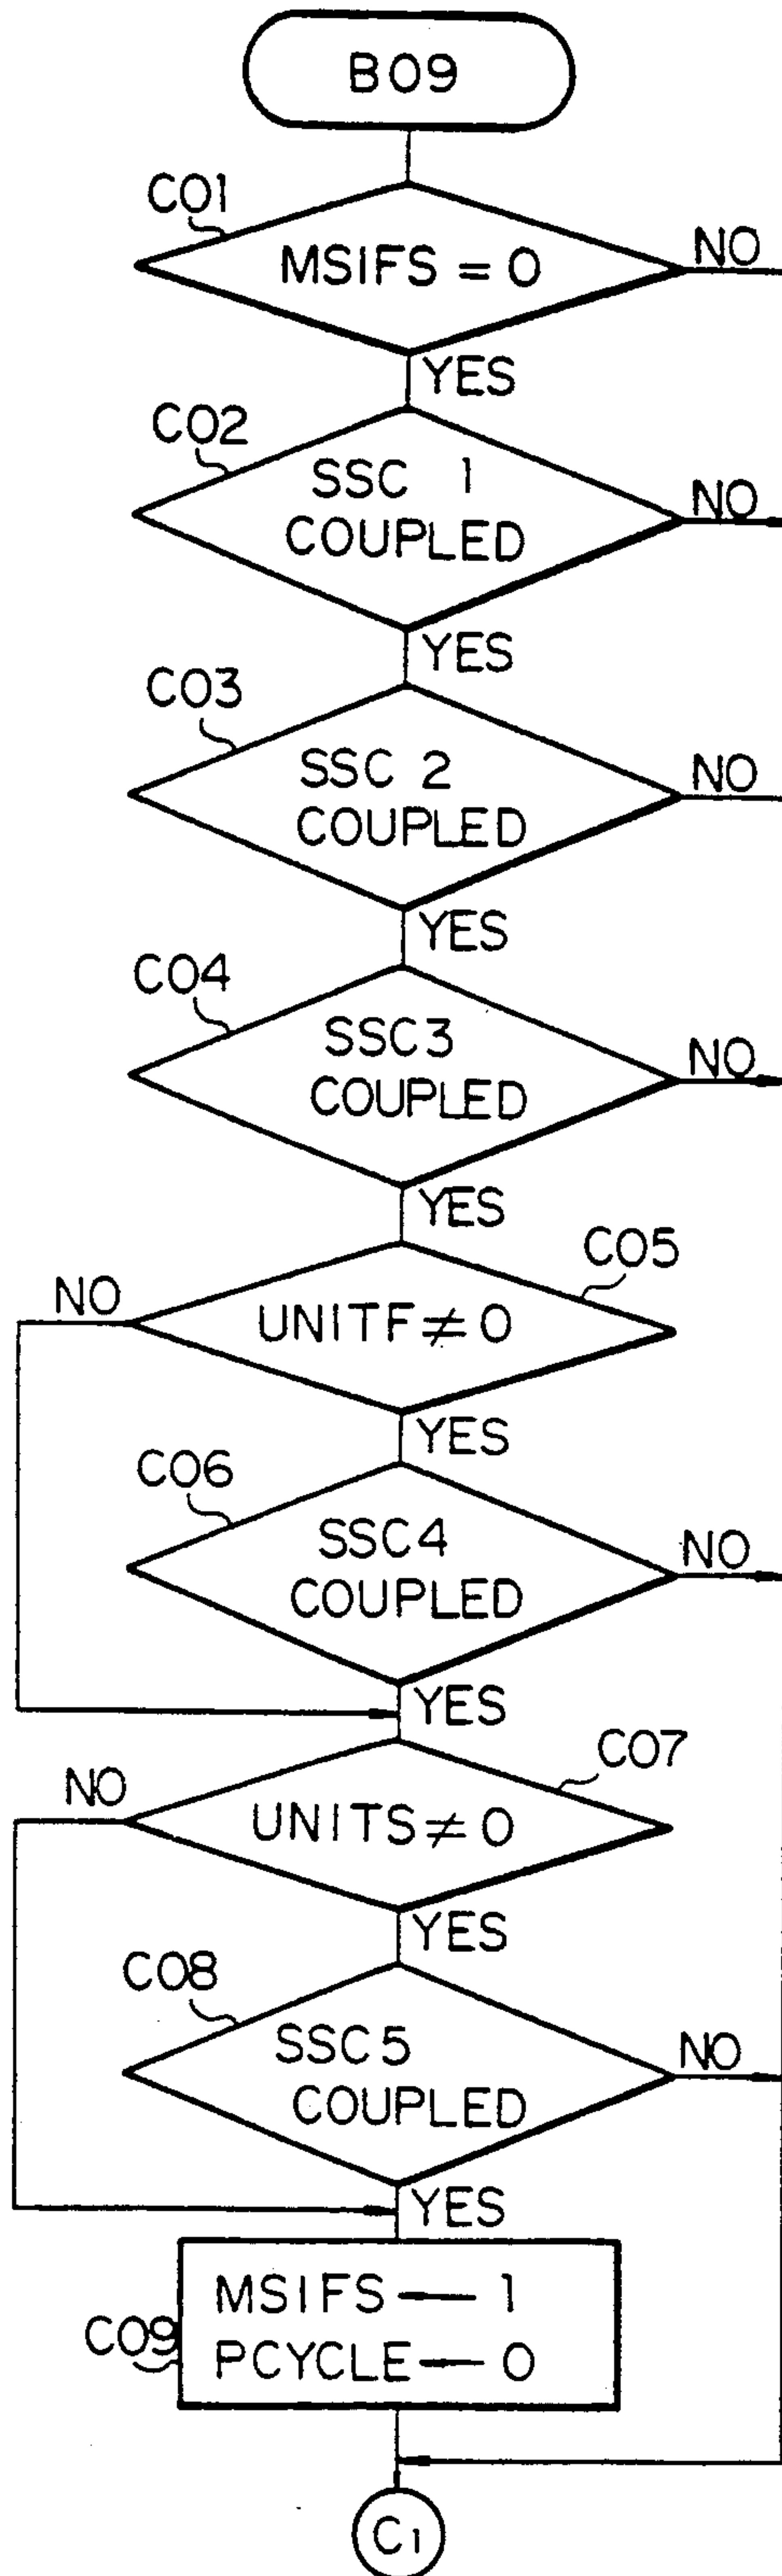 B09
C01
MSIFS = 0
NO
YES
C02
SSC 1
COUPLED
NO
YES
C03
SSC 2
COUPLED
NO
YES
C04
SSC3
COUPLED
NO
YES
C05
NO
UNITF ≠ 0
YES
C06
SSC4
COUPLED
NO
YES
C07
NO
UNITS ≠ 0
YES
C08
SSC5
COUPLED
NO
YES
MSIFS ← 1
C09
PCYCLE ← 0
C1